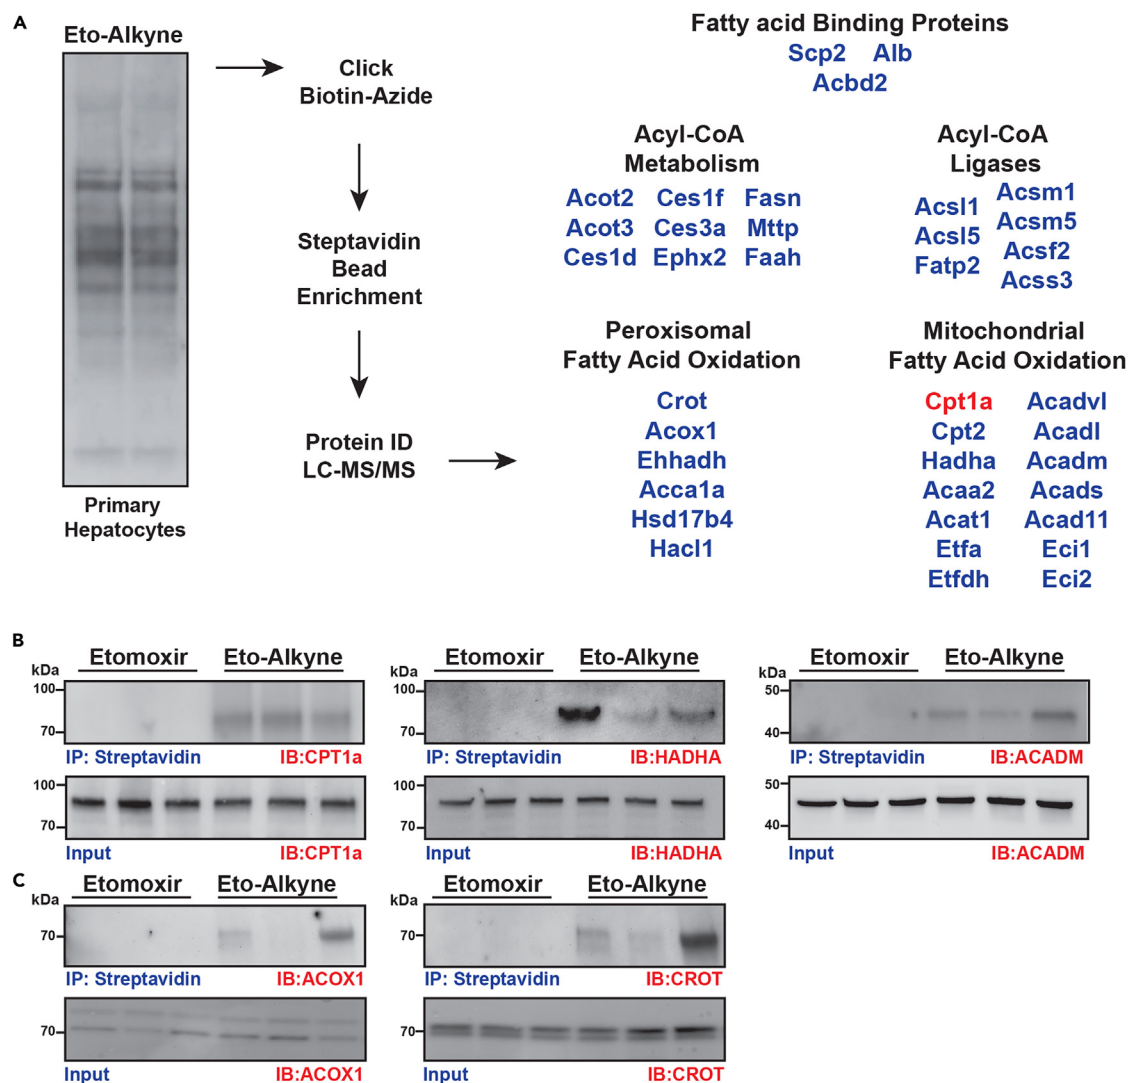 A
Eto-Alkyne
Primary
Hepatocytes
Click
Biotin-Azide
Steptavidin
Bead
Enrichment
Protein ID
LC-MS/MS
Fatty acid Binding Proteins
Scp2 Alb
Acbd2
Acyl-CoA
Metabolism
Acot2 Ces1f Fasn
Acot3 Ces3a Mttp
Ces1d Ephx2 Faah
Acyl-CoA
Ligases
Acsl1
Acsl5
Fatp2
Acsm1
Acsm5
Acsf2
Acss3
Peroxisomal
Fatty Acid Oxidation
Crot
Acox1
Ehhadh
Acca1a
Hsd17b4
Hacl1
Mitochondrial
Fatty Acid Oxidation
Cpt1a Acadvl
Cpt2 Acadl
Hadha Acadm
Acaa2 Acads
Acat1 Acad11
Etfa Eci1
Etfdh Eci2
B
Etomoxir Eto-Alkyne
kDa
100
70
IP: Streptavidin IB:CPT1a
100
70
Input IB:CPT1a
Etomoxir Eto-Alkyne
kDa
100
70
IP: Streptavidin IB:HADHA
100
70
Input IB:HADHA
Etomoxir Eto-Alkyne
kDa
50
40
IP: Streptavidin IB:ACADM
50
40
Input IB:ACADM
C
Etomoxir Eto-Alkyne
kDa
70
IP: Streptavidin IB:ACOX1
70
Input IB:ACOX1
Etomoxir Eto-Alkyne
kDa
70
IP: Streptavidin IB:CROT
70
Input IB:CROT